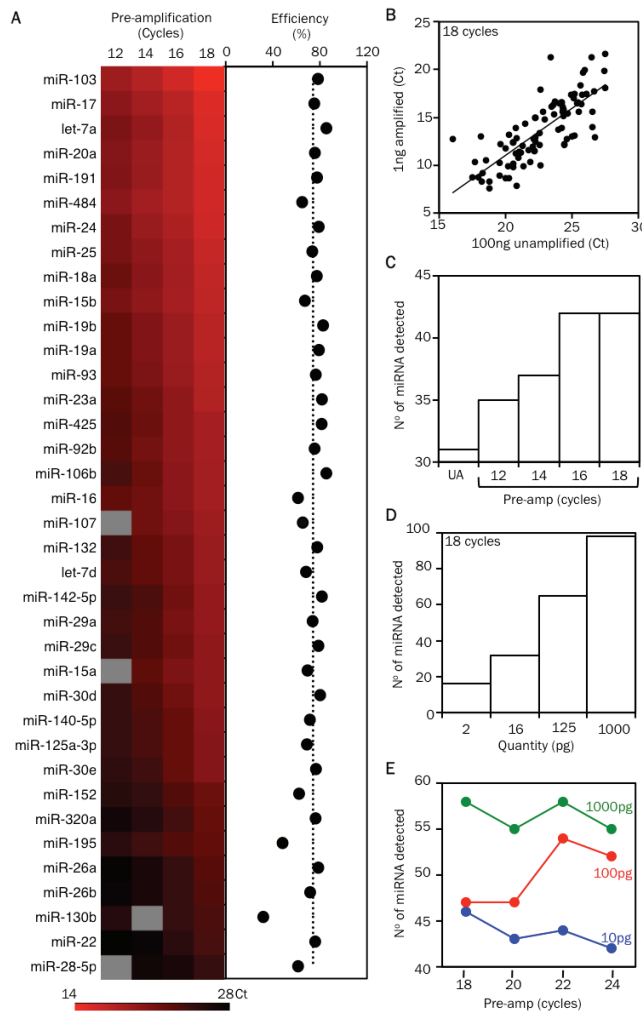 A
Pre-amplification
(Cycles)
12 14 16 18
Efficiency
(%)
0 40 80 120
miR-103
miR-17
let-7a
miR-20a
miR-191
miR-484
miR-24
miR-25
miR-18a
miR-15b
miR-19b
miR-19a
miR-93
miR-23a
miR-425
miR-92b
miR-106b
miR-16
miR-107
miR-132
let-7d
miR-142-5p
miR-29a
miR-29c
miR-15a
miR-30d
miR-140-5p
miR-125a-3p
miR-30e
miR-152
miR-320a
miR-195
miR-26a
miR-26b
miR-130b
miR-22
miR-28-5p
14 28Ct
B
18 cycles
1ng amplified (Ct)
25
20
15
10
5
15 20 25 30
100ng unamplified (Ct)
C
Nº of miRNA detected
45
40
35
30
UA 12 14 16 18
Pre-amp (cycles)
D
18 cycles
Nº of miRNA detected
100
80
60
40
20
0
2 16 125 1000
Quantity (pg)
E
Nº of miRNA detected
60
55
50
45
40
1000pg
100pg
10pg
18 20 22 24
Pre-amp (cycles)